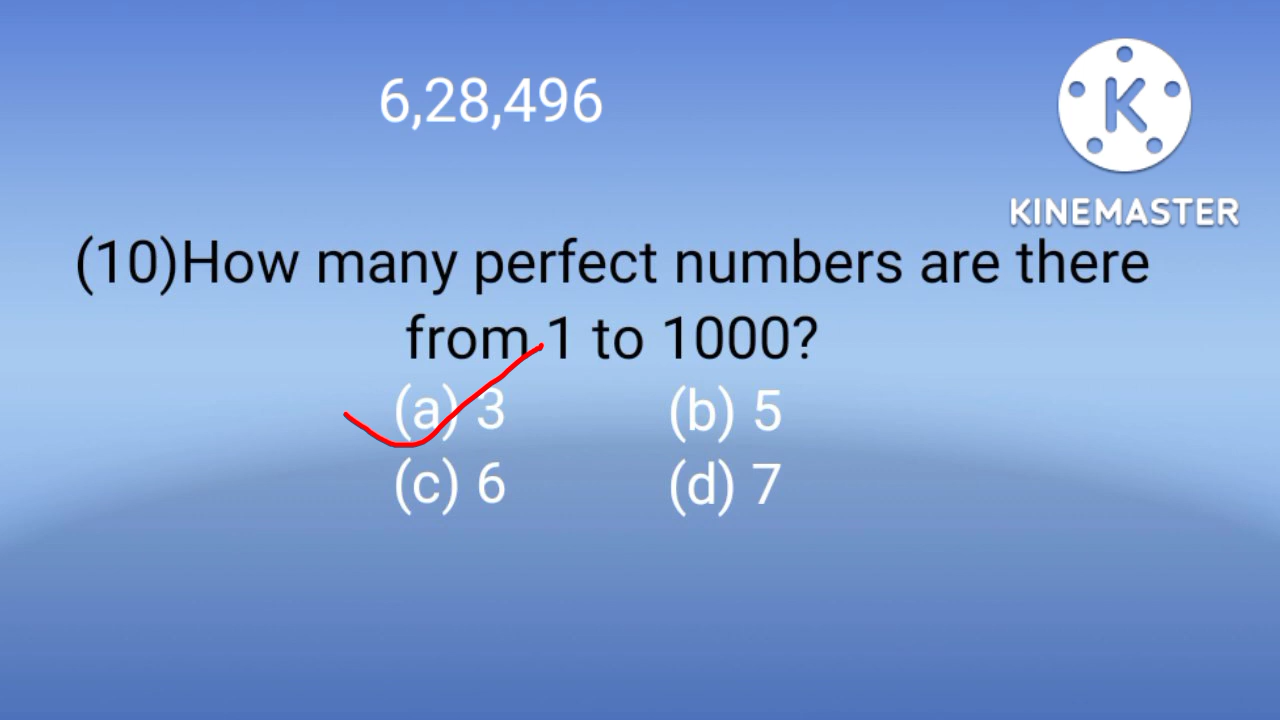 6,28,496
K
KINEMASTER
(10)How many perfect numbers are there
from 1 to 1000?
(a) 3 (b) 5
(c) 6 (d) 7